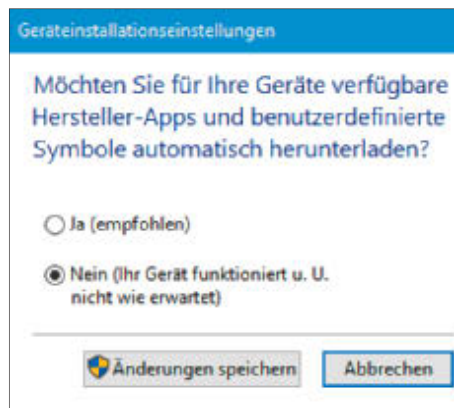 Geräteinstallationseinstellungen
Möchten Sie für Ihre Geräte verfügbare
Hersteller-Apps und benutzerdefinierte
Symbole automatisch herunterladen?
Ja (empfohlen)
Nein (Ihr Gerät funktioniert u. U.
nicht wie erwartet)
Änderungen speichern Abbrechen